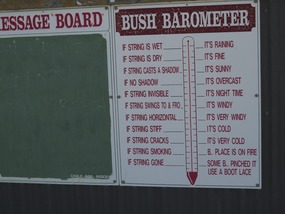 MESSAGE BOARD
BUSH BAROMETER
IF STRING IS WET IT'S RAINING
IF STRING IS DRY IT'S FINE
IF STRING CASTS A SHADOW IT'S SUNNY
IF NO SHADOW IT'S OVERCAST
IF STRING INVISIBLE IT'S NIGHT TIME
IF STRING SWINGS TO & FRO IT'S WINDY
IF STRING HORIZONTAL IT'S VERY WINDY
IF STRING STIFF IT'S COLD
IF STRING CRACKS IT'S VERY COLD
IF STRING SMOKING B.. PLACE IS ON FIRE
IF STRING GONE SOME B.. PINCHED IT
USE A BOOT LACE